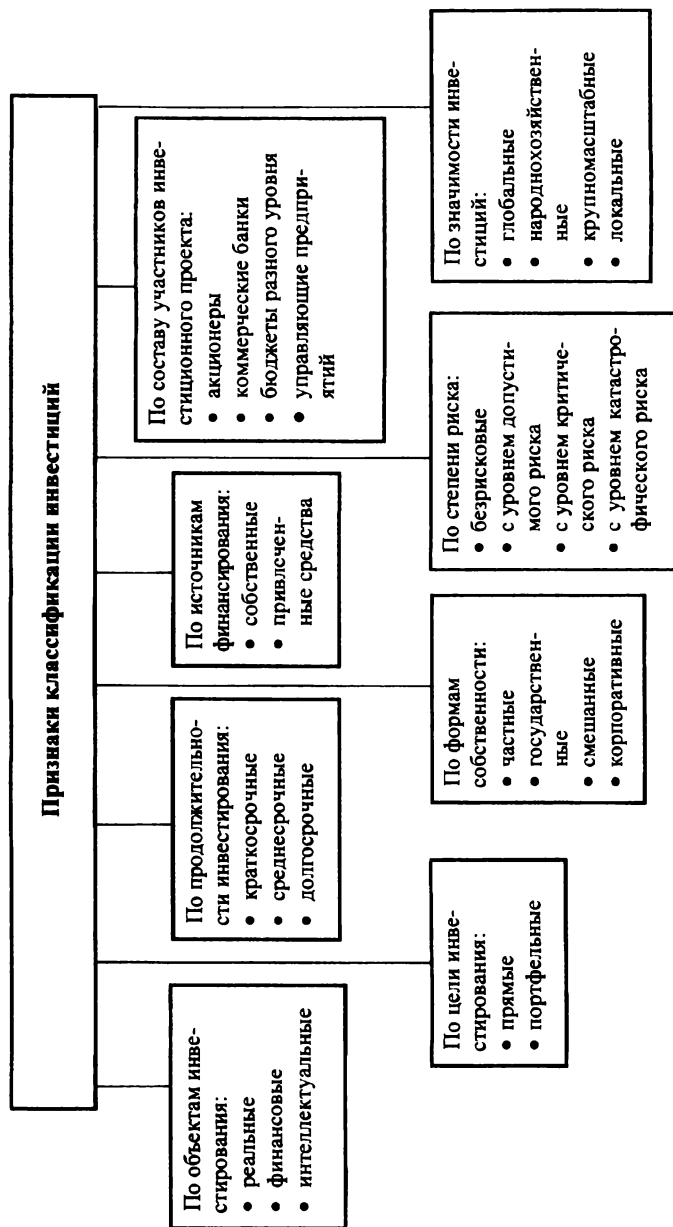 Признаки классификации инвестиций
По объектам инве-
стирования:
• реальные
• финансовые
• интеллектуальные
По продолжительно-
сти инвестирования:
• краткосрочные
• среднесрочные
• долгосрочные
По источникам
финансирования:
• собственные
• привлсчен-
ные средства
По составу участников инве-
стиционного проекта:
• акционеры
• коммерческие банки
• бюджеты разного уровня
• управляющие предпри-
ятий
По цели инве-
стирования:
• прямые
• портфельные
По формам
собственности:
• частные
• государствен-
ные
• смешанные
• корпоративные
По степени риска:
• безрисковые
• с уровнем допусти-
мого риска
• с уровнем критиче-
ского риска
• с уровнем катастро-
фического риска
По значимости инве-
стиций:
• глобальные
• народнохозяйствен-
ные
• крупномасштабные
• локальные